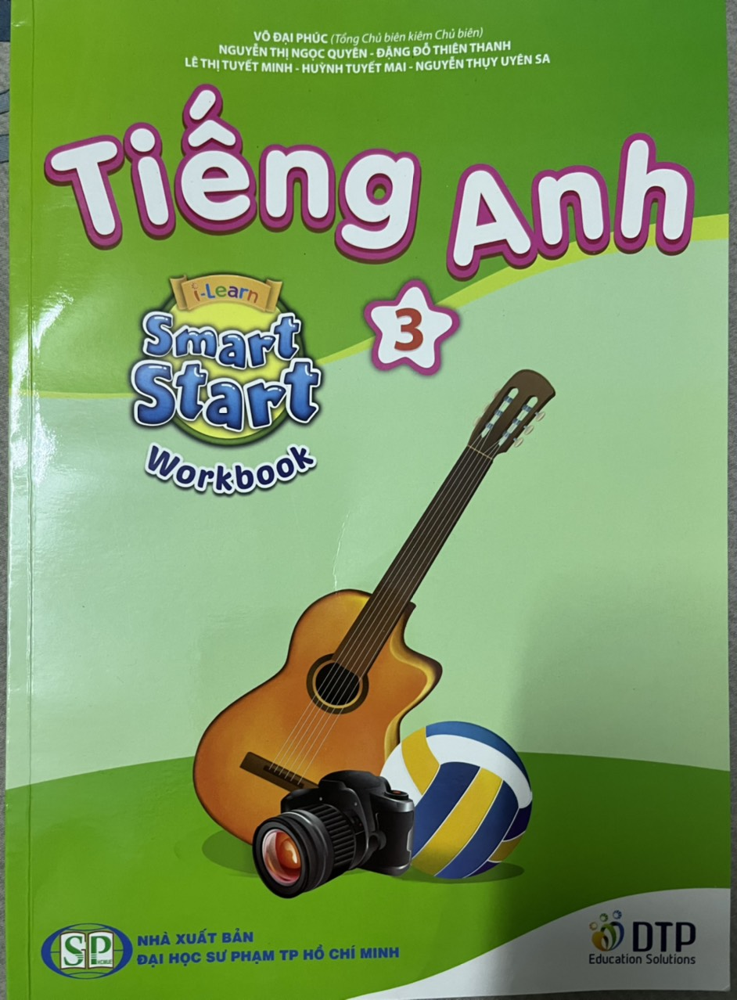 VÕ ĐẠI PHÚC (Tổng Chủ biên kiêm Chủ biên)
NGUYỄN THỊ NGỌC QUYÊN - ĐẶNG ĐỖ THIÊN THANH
LÊ THỊ TUYẾT MINH - HUỲNH TUYẾT MAI - NGUYỄN THỤY UYÊN SA
Tiếng Anh
i-Learn
Smart
Start
3
Workbook
SP
HCMUE
NHÀ XUẤT BẢN
ĐẠI HỌC SƯ PHẠM TP HỒ CHÍ MINH
DTP
Education Solutions